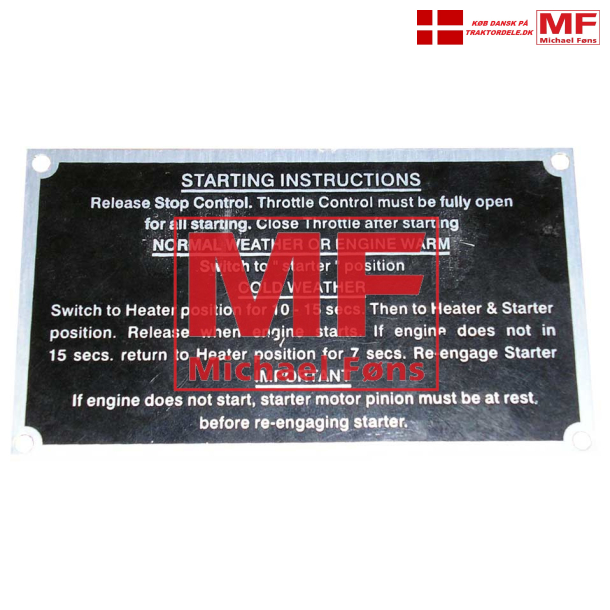 KØB DANSK PÅ
TRAKTORDELE.DK
MF
Michael Føns
STARTING INSTRUCTIONS
Release Stop Control. Throttle Control must be fully open
for all starting. Close Throttle after starting
NORMAL WEATHER OR ENGINE WARM
Switch to "starter" position
COLD WEATHER
Switch to Heater position for 10 - 15 secs. Then to Heater & Starter
position. Release when engine starts. If engine does not in
15 secs. return to Heater position for 7 secs. Re-engage Starter
IMPORTANT
If engine does not start, starter motor pinion must be at rest,
before re-engaging starter.
MF
Michael Føns